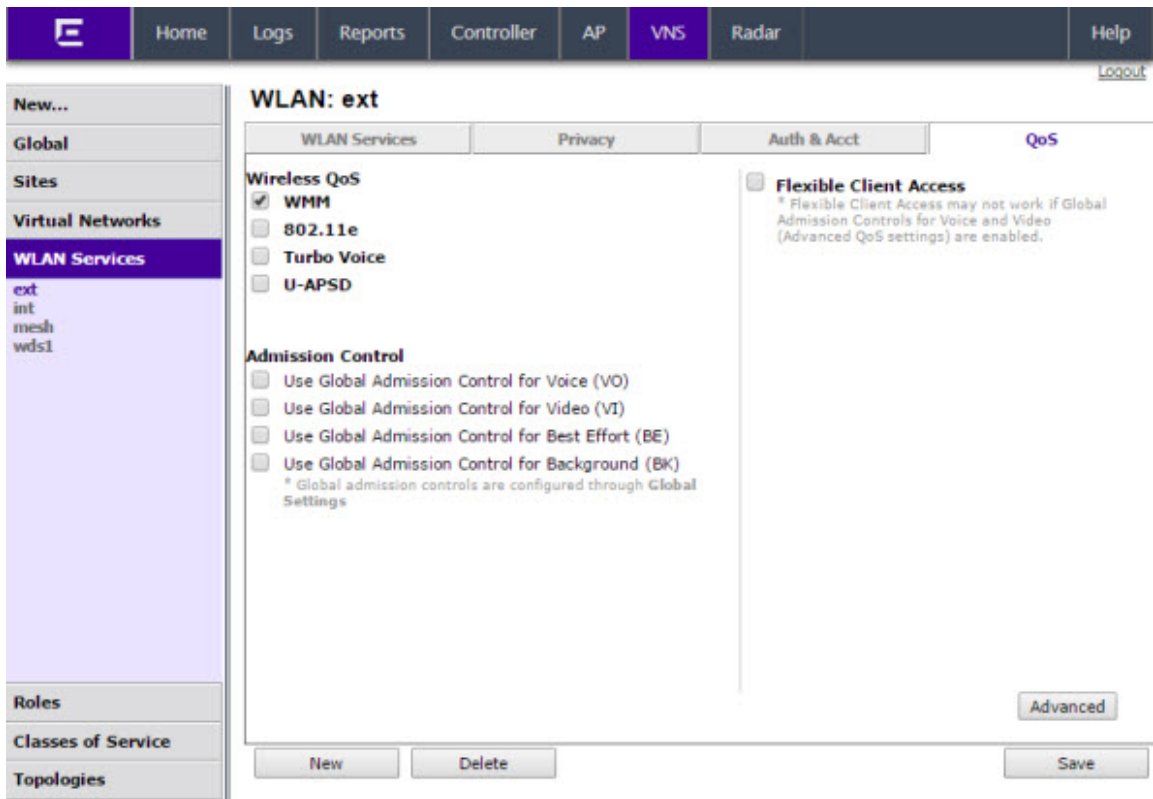 Home
Logs
Reports
Controller
AP
VNS
Radar
Help
Logout
New...
Global
Sites
Virtual Networks
WLAN Services
ext
int
mesh
wds1
Roles
Classes of Service
Topologies
WLAN: ext
WLAN Services
Privacy
Auth & Acct
QoS
Wireless QoS
WMM
802.11e
Turbo Voice
U-APSD
Admission Control
Use Global Admission Control for Voice (VO)
Use Global Admission Control for Video (VI)
Use Global Admission Control for Best Effort (BE)
Use Global Admission Control for Background (BK)
* Global admission controls are configured through Global
Settings
Flexible Client Access
* Flexible Client Access may not work if Global
Admission Controls for Voice and Video
(Advanced QoS settings) are enabled.
Advanced
New
Delete
Save